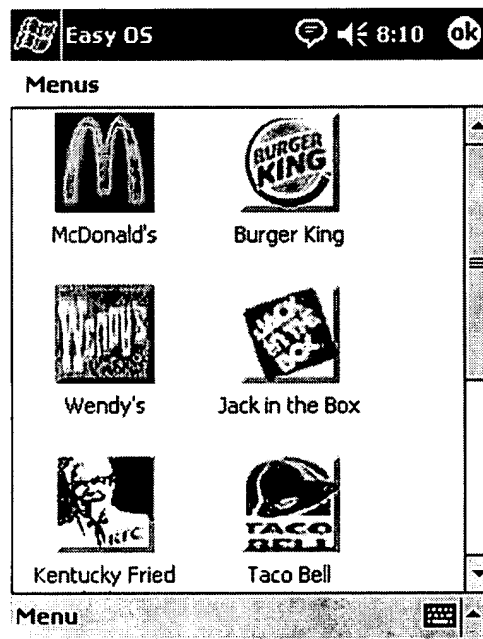 Easy OS 8:10 ok
Menus
M
BURGER KING
McDonald's Burger King
Wendy's
JACK IN THE BOX
Wendy's Jack in the Box
KFC
TACO BELL
Kentucky Fried Taco Bell
Menu